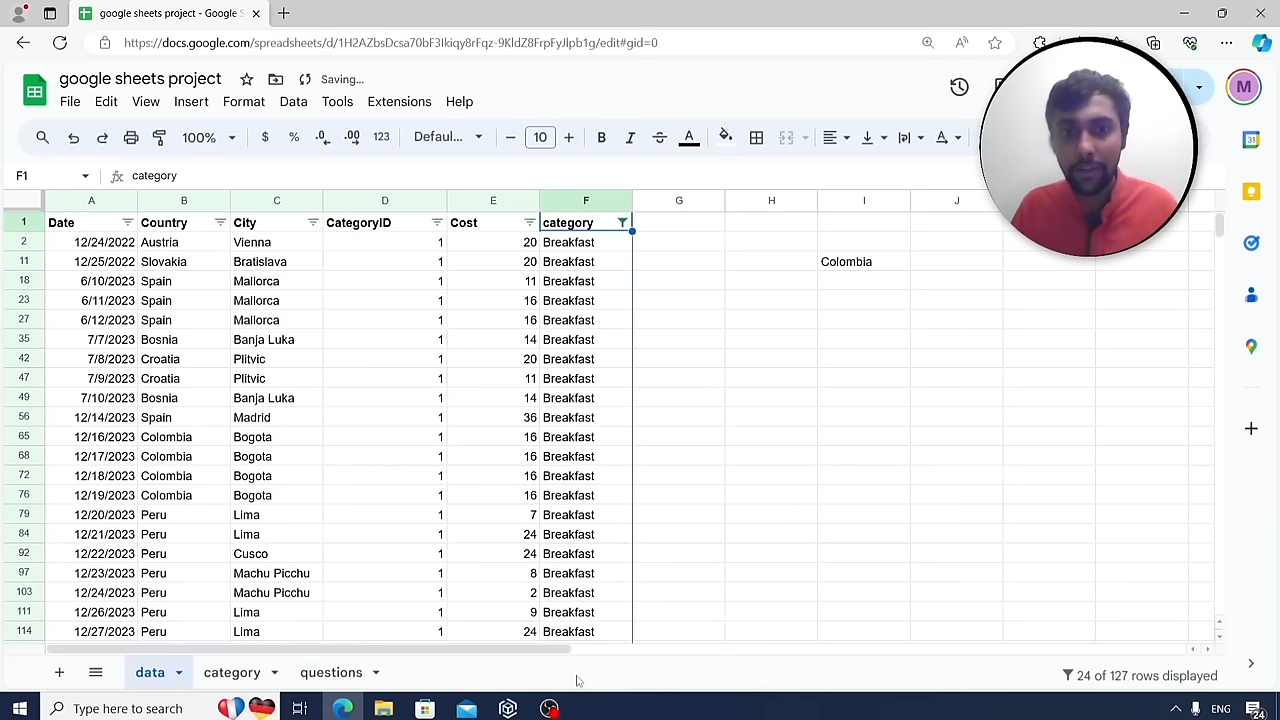 google sheets project - Google S
https://docs.google.com/spreadsheets/d/1H2AZhsDrza70bF3Ikiqy8rFqz-9KldZ8FrpFyJlpb1g/edit#gid=0
google sheets project Saving...
File Edit View Insert Format Data Tools Extensions Help
M
100% $ % .0 .00 123 Defaul... 10 B I A A
F1 fx category
A B C D E F G H I J
1 Date Country City CategoryID Cost category
2 12/24/2022 Austria Vienna 1 20 Breakfast
11 12/25/2022 Slovakia Bratislava 1 20 Breakfast Colombia
18 6/10/2023 Spain Mallorca 1 11 Breakfast
23 6/11/2023 Spain Mallorca 1 16 Breakfast
27 6/12/2023 Spain Mallorca 1 16 Breakfast
35 7/7/2023 Bosnia Banja Luka 1 14 Breakfast
42 7/8/2023 Croatia Plitvic 1 20 Breakfast
47 7/9/2023 Croatia Plitvic 1 11 Breakfast
49 7/10/2023 Bosnia Banja Luka 1 14 Breakfast
56 12/14/2023 Spain Madrid 1 36 Breakfast
65 12/16/2023 Colombia Bogota 1 16 Breakfast
68 12/17/2023 Colombia Bogota 1 16 Breakfast
72 12/18/2023 Colombia Bogota 1 16 Breakfast
76 12/19/2023 Colombia Bogota 1 16 Breakfast
79 12/20/2023 Peru Lima 1 7 Breakfast
84 12/21/2023 Peru Lima 1 24 Breakfast
92 12/22/2023 Peru Cusco 1 24 Breakfast
97 12/23/2023 Peru Machu Picchu 1 8 Breakfast
103 12/24/2023 Peru Machu Picchu 1 2 Breakfast
111 12/26/2023 Peru Lima 1 9 Breakfast
114 12/27/2023 Peru Lima 1 24 Breakfast
data category questions 24 of 127 rows displayed
Type here to search ENG 24